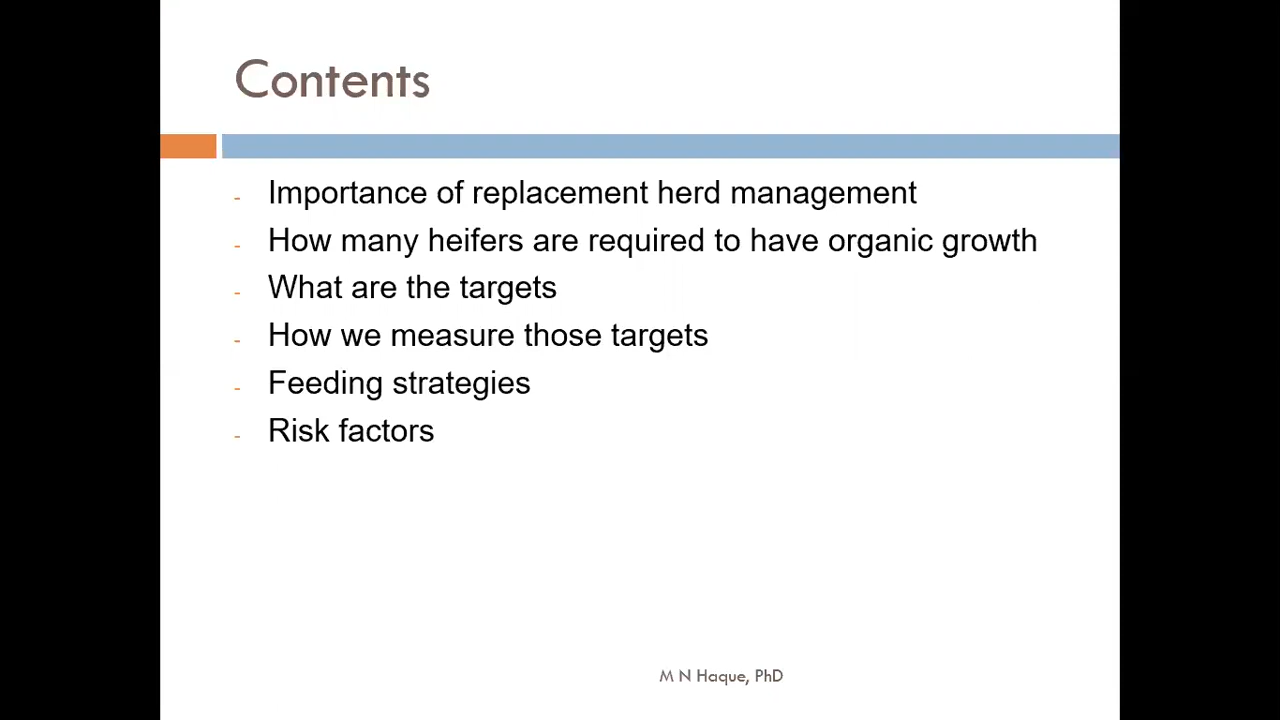 Contents
- Importance of replacement herd management
- How many heifers are required to have organic growth
- What are the targets
- How we measure those targets
- Feeding strategies
- Risk factors
M N Haque, PhD